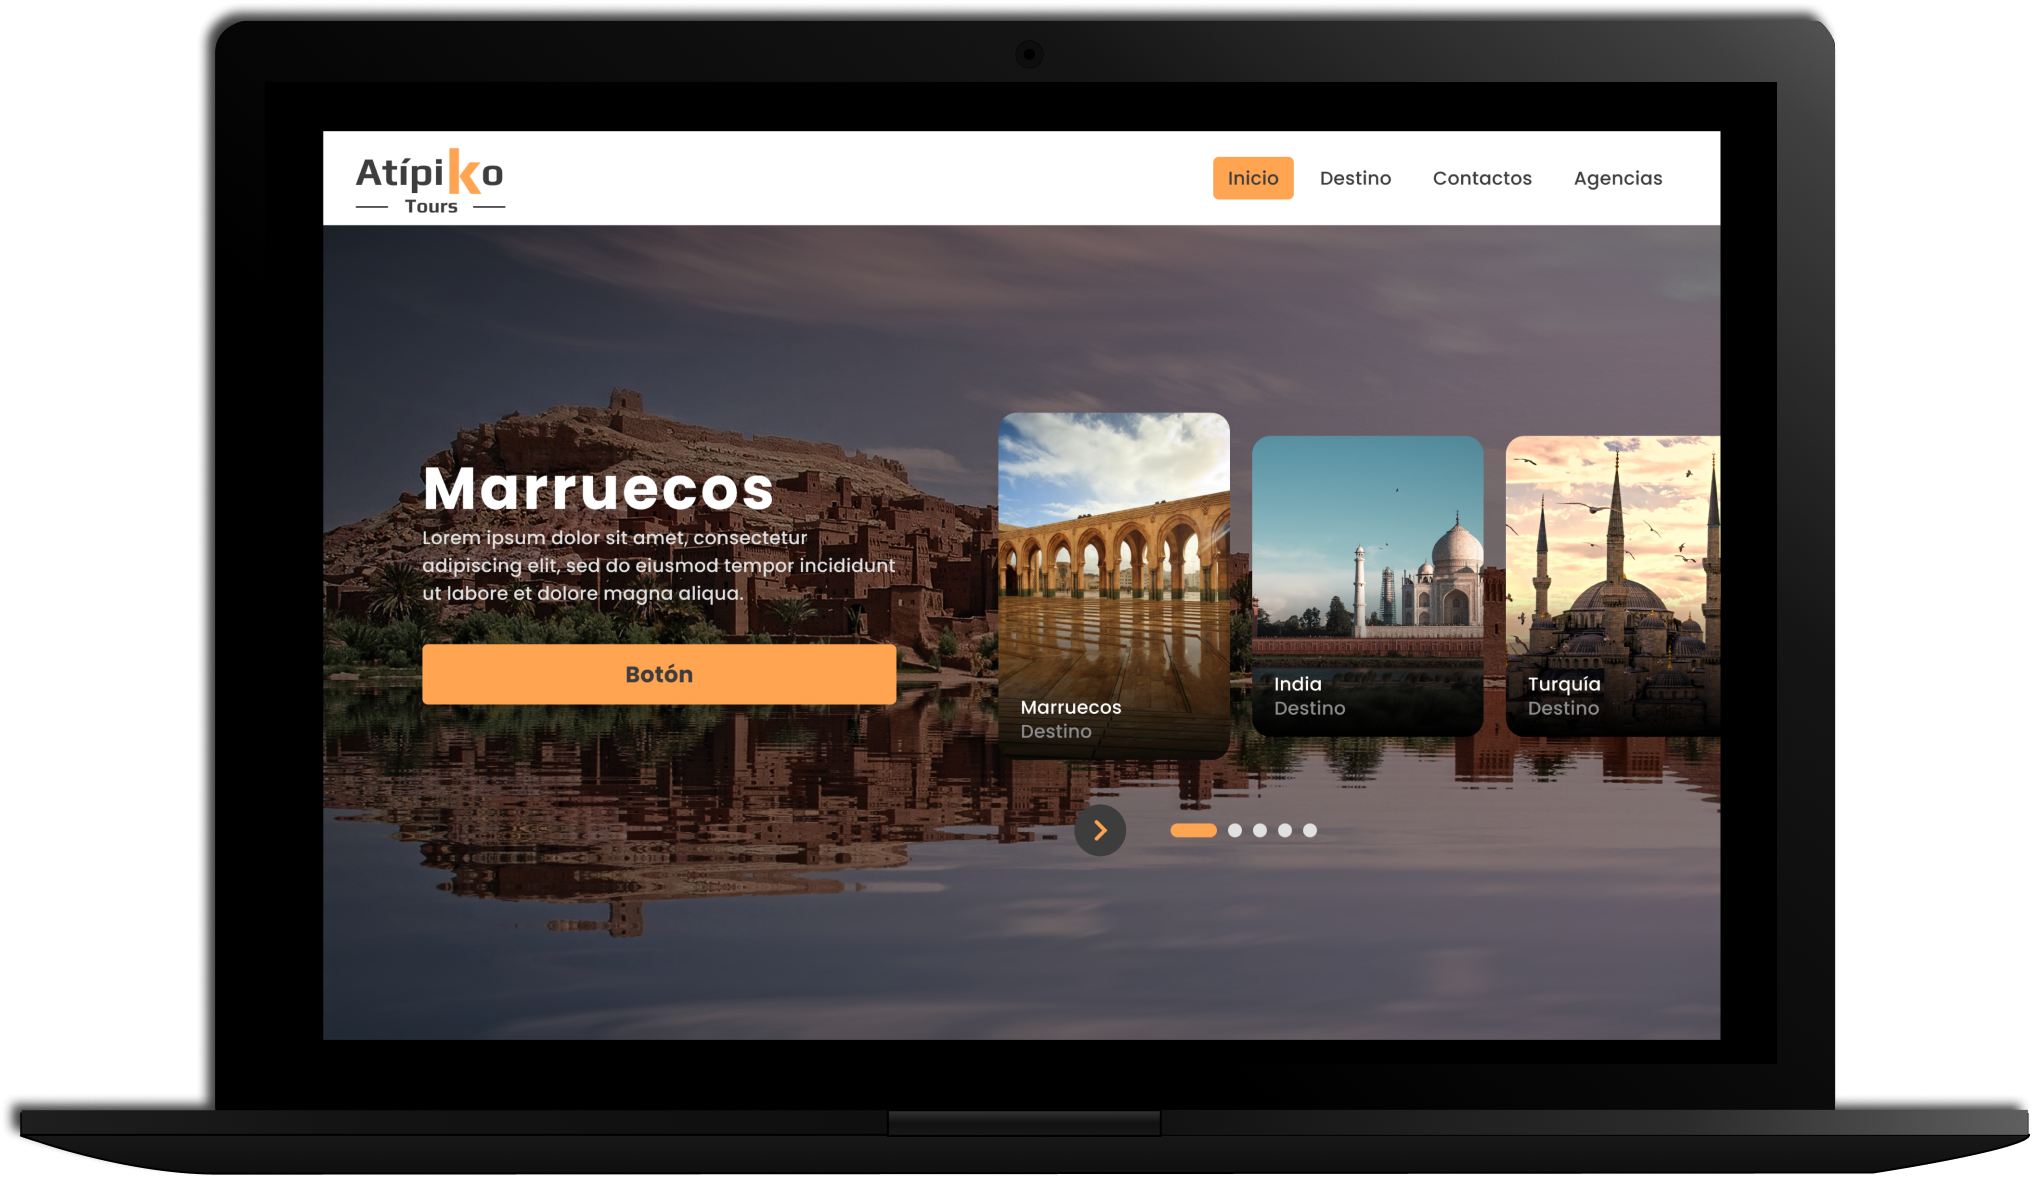 Atípiko
Tours
Inicio
Destino
Contactos
Agencias
Marruecos
Lorem ipsum dolor sit amet, consectetur
adipiscing elit, sed do eiusmod tempor incididunt
ut labore et dolore magna aliqua.
Botón
Marruecos
Destino
India
Destino
Turquía
Destino